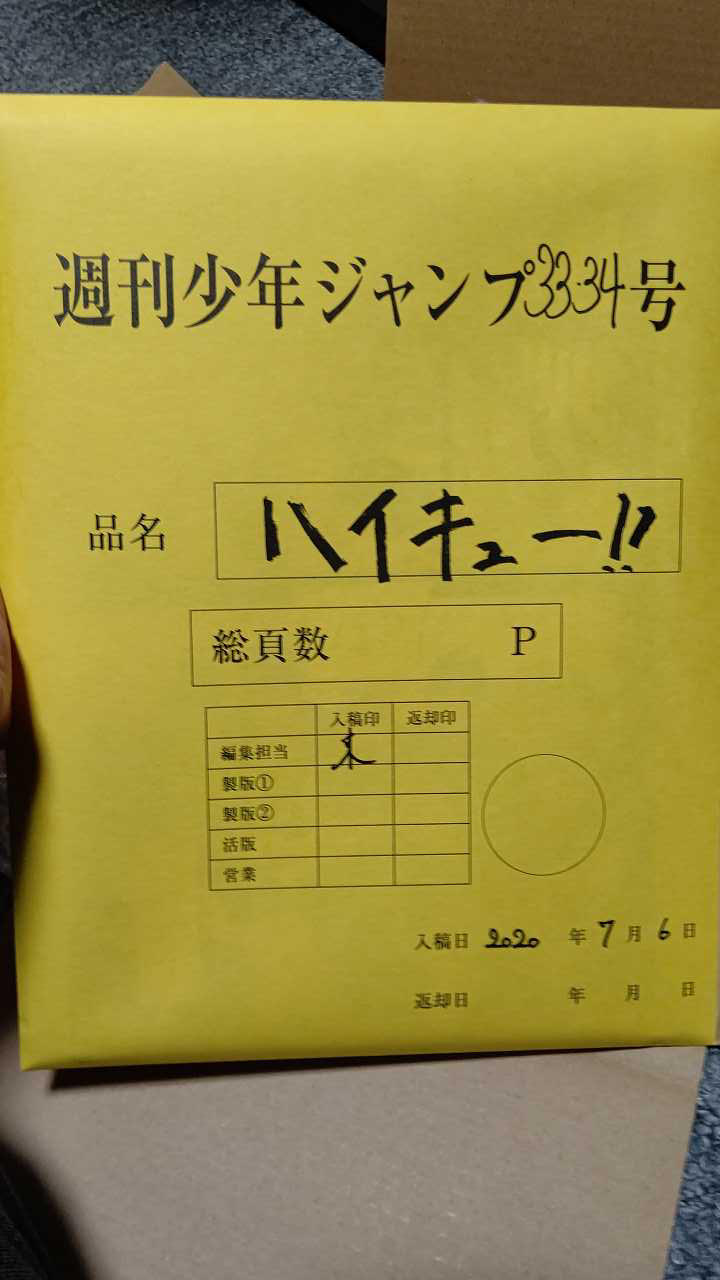 週刊少年ジャンプ33・34号
品名 ハイキュー!!
総頁数 P
入稿印 返却印
編集担当
製版①
製版②
活版
営業
入稿日 2020 年 7 月 6 日
返却日 年 月 日